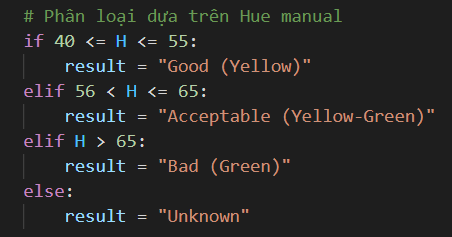 # Phân loại dựa trên Hue manual
if 40 <= H <= 55:
    result = "Good (Yellow)"
elif 56 < H <= 65:
    result = "Acceptable (Yellow-Green)"
elif H > 65:
    result = "Bad (Green)"
else:
    result = "Unknown"